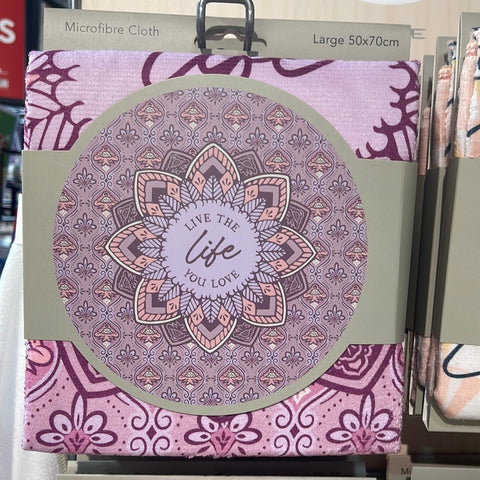 Microfibre Cloth
Large 50x70cm
LIVE THE
life
YOU LOVE